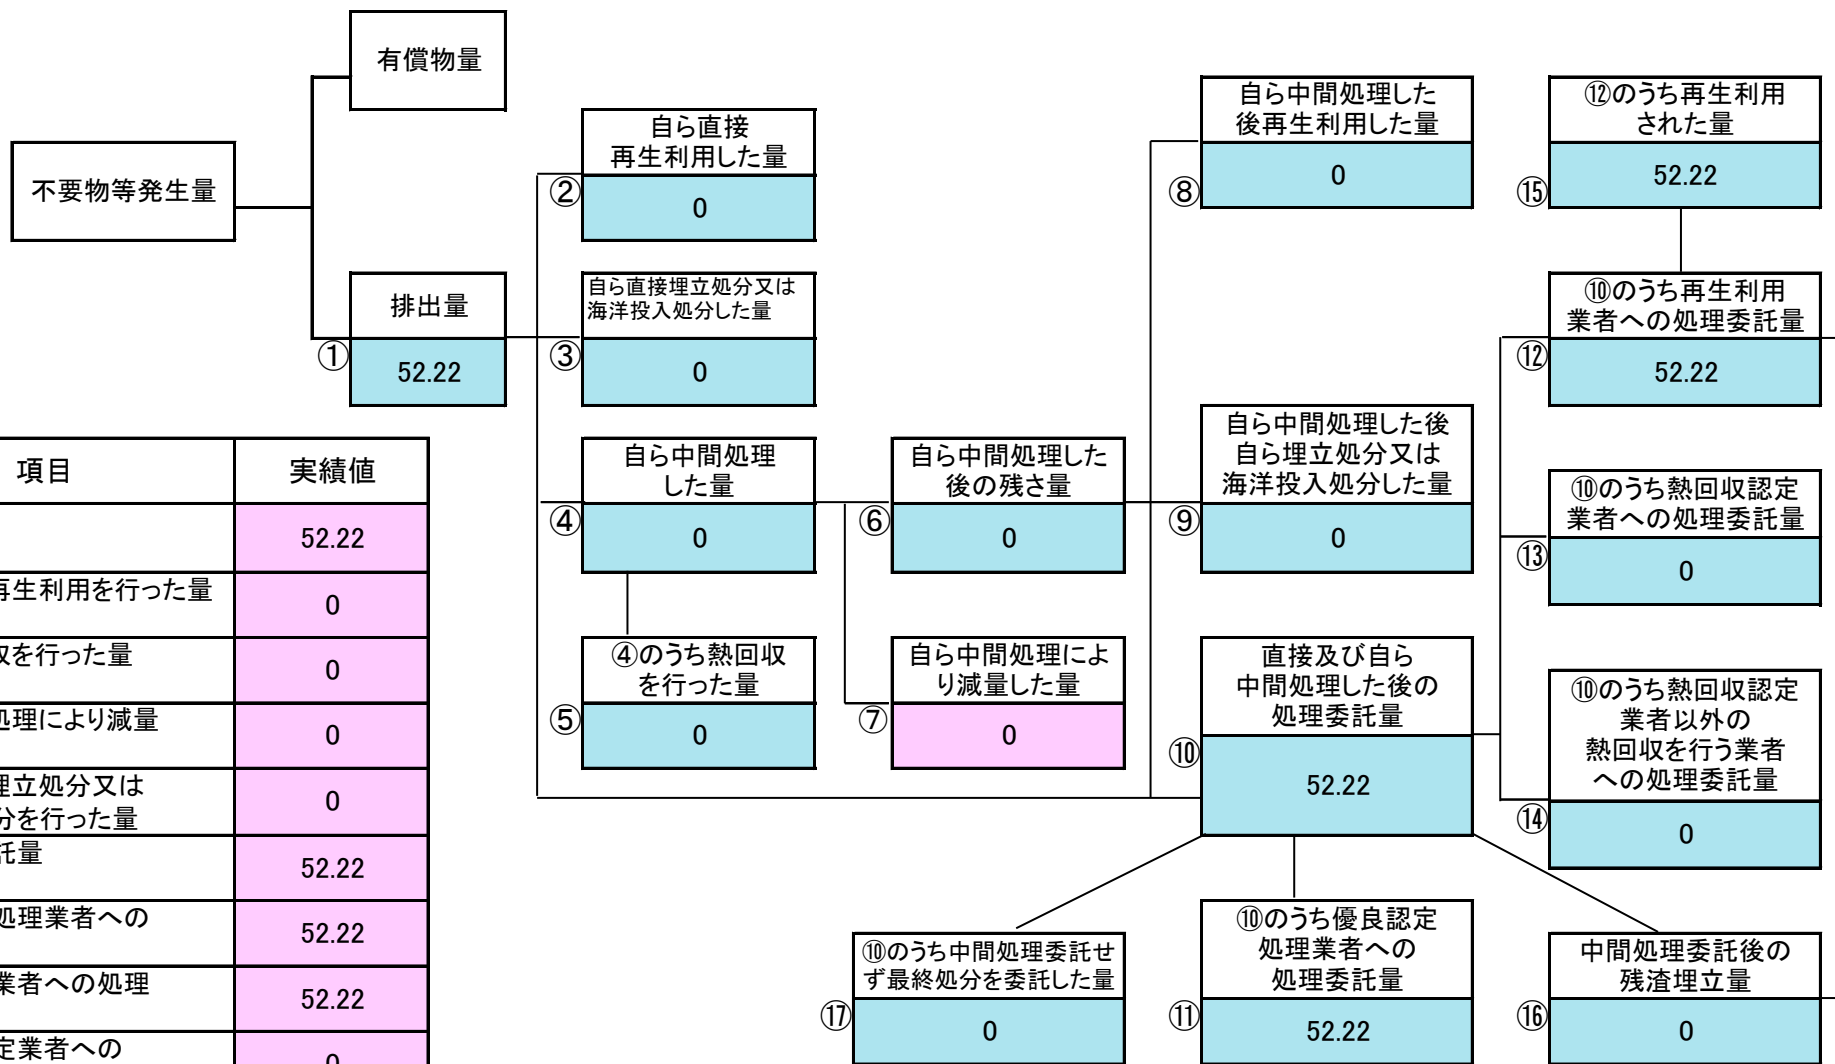 有償物量
不要物等発生量
排出量
①
52.22
自ら直接
再生利用した量
②
0
自ら直接埋立処分又は
海洋投入処分した量
③
0
自ら中間処理
した量
④
0
④のうち熱回収
を行った量
⑤
0
自ら中間処理した
後の残さ量
⑥
0
自ら中間処理によ
り減量した量
⑦
0
自ら中間処理した
後再生利用した量
⑧
0
自ら中間処理した後
自ら埋立処分又は
海洋投入処分した量
⑨
0
直接及び自ら
中間処理した後の
処理委託量
⑩
52.22
⑩のうち優良認定
処理業者への
処理委託量
⑪
52.22
⑩のうち中間処理委託せ
ず最終処分を委託した量
⑰
0
⑫のうち再生利用
された量
⑮
52.22
⑩のうち再生利用
業者への処理委託量
⑫
52.22
⑩のうち熱回収認定
業者への処理委託量
⑬
0
⑩のうち熱回収認定
業者以外の
熱回収を行う業者
への処理委託量
⑭
0
中間処理委託後の
残渣埋立量
⑯
0
項目 実績値
52.22
再生利用を行った量
0
収を行った量
0
処理により減量
0
埋立処分又は
分を行った量
0
託量
52.22
処理業者への
52.22
業者への処理
52.22
定業者への
0